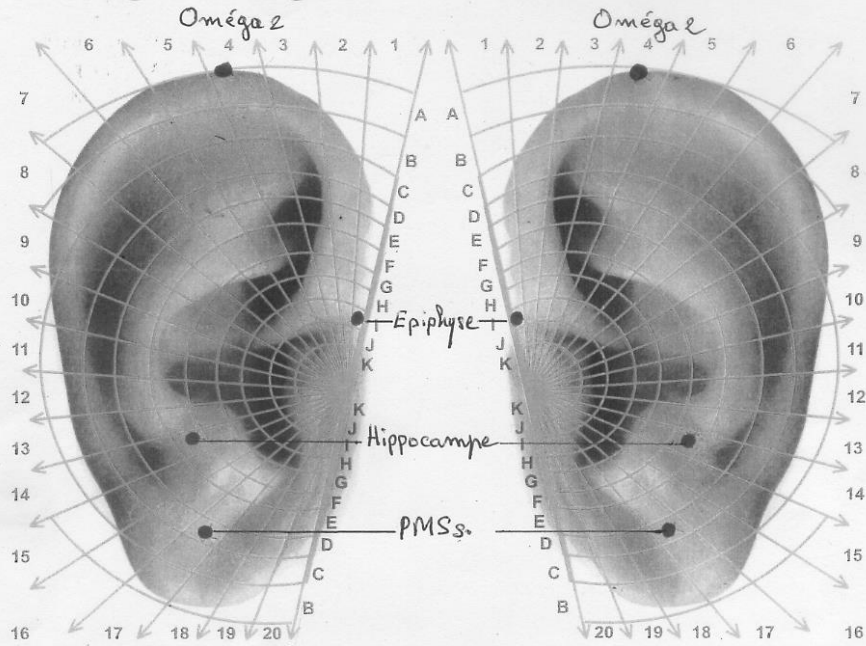 Oméga 2 Oméga 2
6 5 4 3 2 1 1 2 3 4 5 6
7 A A 7
B B
8 C C 8
D D
9 E E 9
F F
G G
10 H H 10
I Epiphyse I
11 J J 11
K K
12 K K 12
J J
13 I Hippocampe I 13
H H
14 G G 14
F F
15 E PMSs. E 15
D D
C C
B B
16 17 18 19 20 20 19 18 17 16